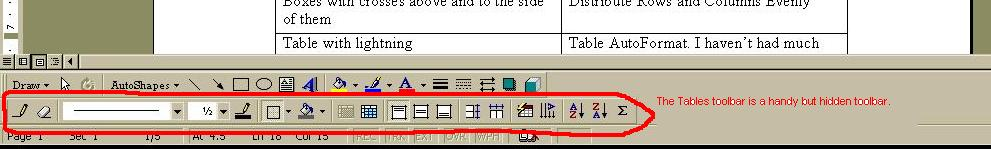 Boxes with crosses above and to the side
of them
Distribute Rows and Columns Evenly
Table with lightning
Table AutoFormat. I haven't had much
7
Draw AutoShapes A A
½ A Z Z A Σ
The Tables toolbar is a handy but hidden toolbar.
Page 1 Sec 1 1/5 At 4.5" Ln 18 Col 15 REC TRK EXT OVR WPH